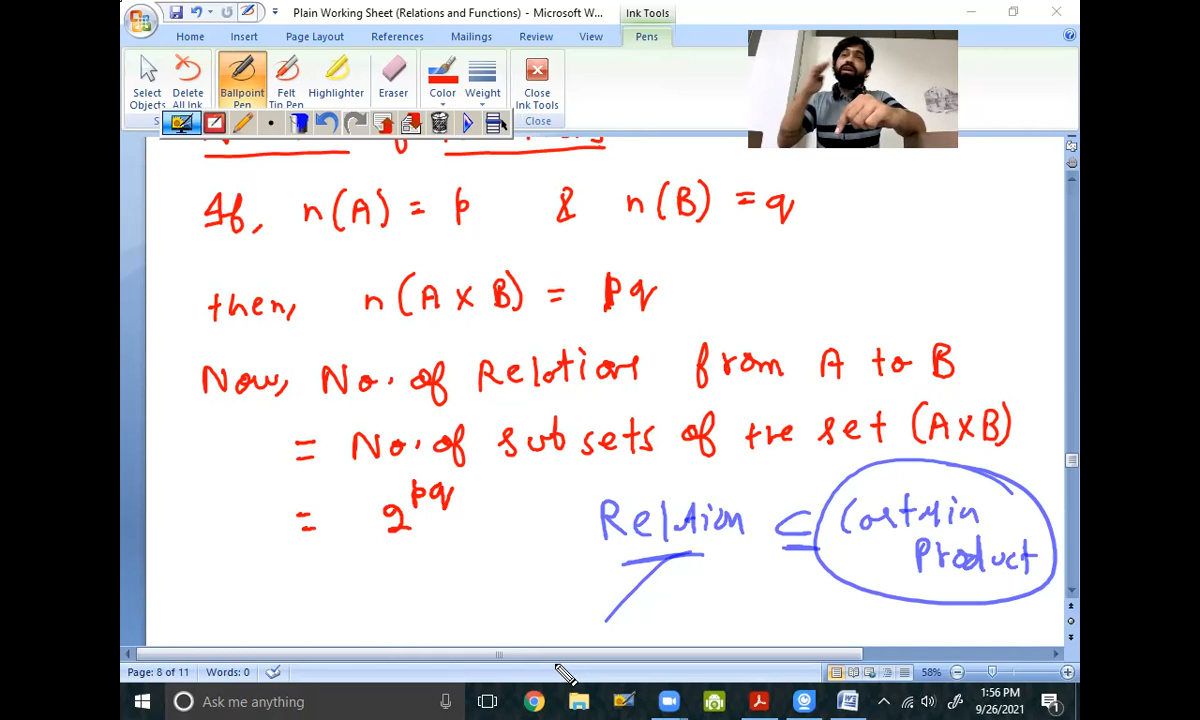 Plain Working Sheet (Relations and Functions) - Microsoft W...
Ink Tools
Home Insert Page Layout References Mailings Review View Pens
Select Objects
Delete All Ink
Ballpoint Pen
Felt Tip Pen
Highlighter
Eraser
Color
Weight
Close Ink Tools
Close
If, n(A) = p & n(B) = q
then, n(A × B) = pq
Now, No. of Relations from A to B
= No. of subsets of the set (A×B)
= 2^pq
Relation ⊆ Cartesian
Product
Page: 8 of 11 Words: 0 58%
Ask me anything
1:56 PM
9/26/2021